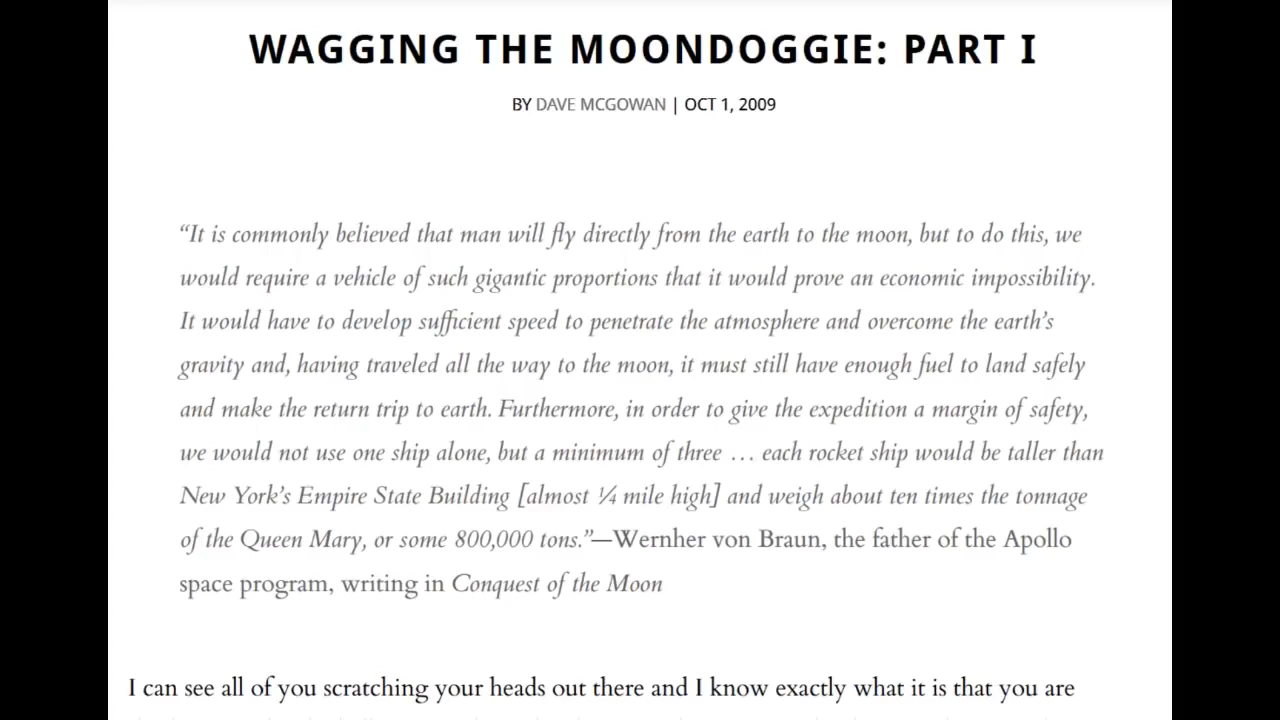 WAGGING THE MOONDOGGIE: PART I
BY DAVE MCGOWAN | OCT 1, 2009
“It is commonly believed that man will fly directly from the earth to the moon, but to do this, we
would require a vehicle of such gigantic proportions that it would prove an economic impossibility.
It would have to develop sufficient speed to penetrate the atmosphere and overcome the earth’s
gravity and, having traveled all the way to the moon, it must still have enough fuel to land safely
and make the return trip to earth. Furthermore, in order to give the expedition a margin of safety,
we would not use one ship alone, but a minimum of three … each rocket ship would be taller than
New York’s Empire State Building [almost ¼ mile high] and weigh about ten times the tonnage
of the Queen Mary, or some 800,000 tons.”—Wernher von Braun, the father of the Apollo
space program, writing in Conquest of the Moon
I can see all of you scratching your heads out there and I know exactly what it is that you are